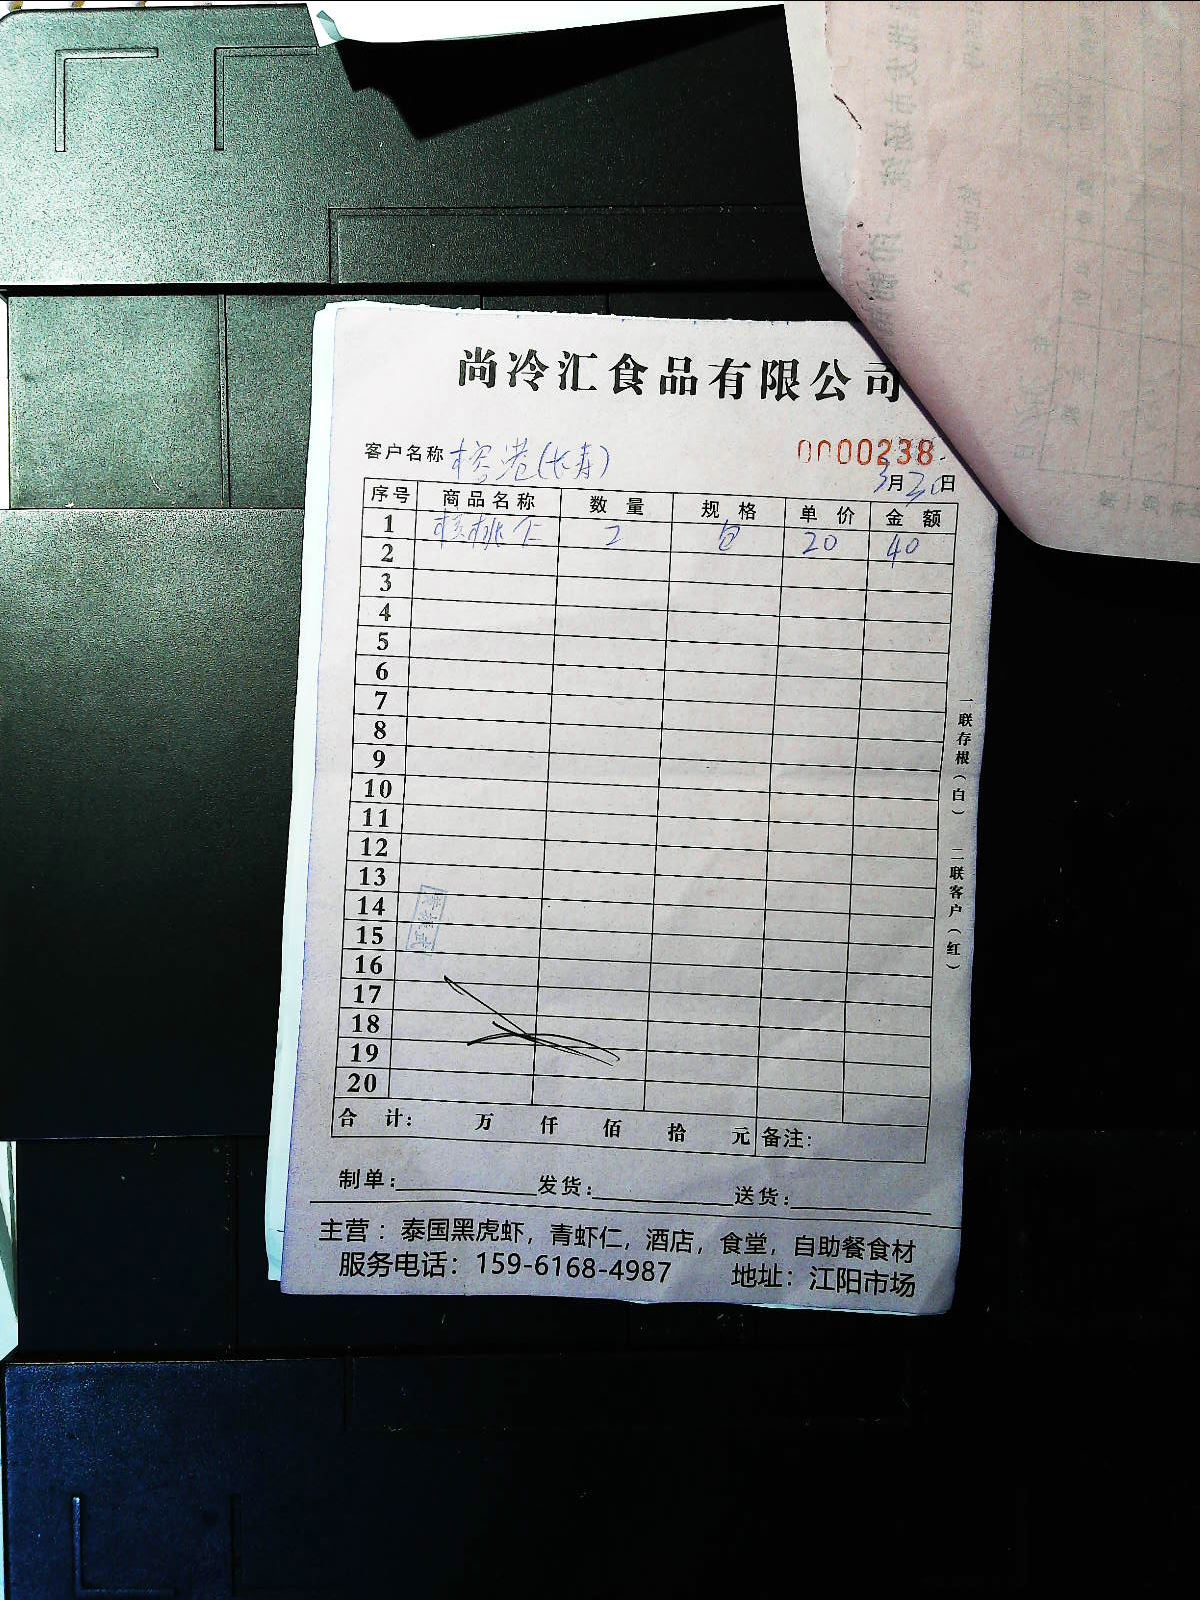 尚冷汇食品有限公司
客户名称 榕港(长寿)
0000238
3月30日
序号 商品名称 数量 规格 单价 金额
1 核桃仁 2 包 20 40
2
3
4
5
6
7
8
9
10
11
12
13
14
15
16
17
18
19
20
合计: 万 仟 佰 拾 元 备注:
制单: 发货: 送货:
主营：泰国黑虎虾，青虾仁，酒店，食堂，自助餐食材
服务电话：159-6168-4987 地址：江阳市场
一联存根(白) 二联客户(红)